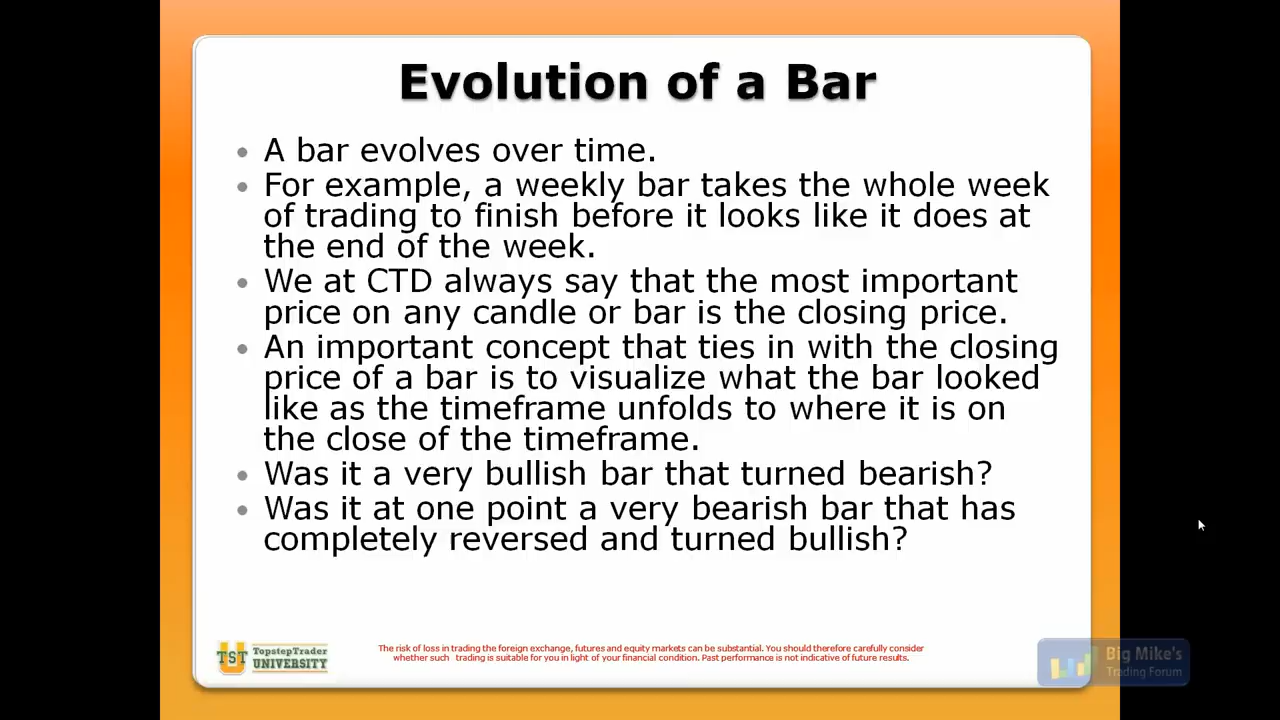 Evolution of a Bar
A bar evolves over time.
For example, a weekly bar takes the whole week
of trading to finish before it looks like it does at
the end of the week.
We at CTD always say that the most important
price on any candle or bar is the closing price.
An important concept that ties in with the closing
price of a bar is to visualize what the bar looked
like as the timeframe unfolds to where it is on
the close of the timeframe.
Was it a very bullish bar that turned bearish?
Was it at one point a very bearish bar that has
completely reversed and turned bullish?
U
TST
TopstepTrader
UNIVERSITY
The risk of loss in trading the foreign exchange, futures and equity markets can be substantial. You should therefore carefully consider
whether such trading is suitable for you in light of your financial condition. Past performance is not indicative of future results.
Big Mike's
Trading Forum